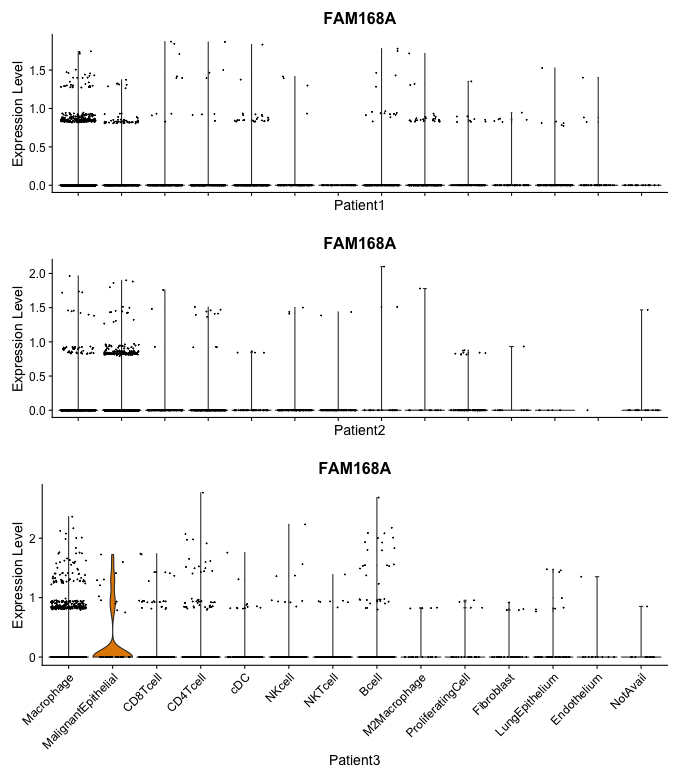 FAM168A
Expression Level
1.5
1.0
0.5
0.0
Patient1
FAM168A
Expression Level
2.0
1.5
1.0
0.5
0.0
Patient2
FAM168A
Expression Level
2
1
0
Macrophage
MalignantEpithelial
CD8Tcell
CD4Tcell
cDC
NKcell
NKTcell
Bcell
M2Macrophage
ProliferatingCell
Fibroblast
LungEpithelium
Endothelium
NotAvail
Patient3